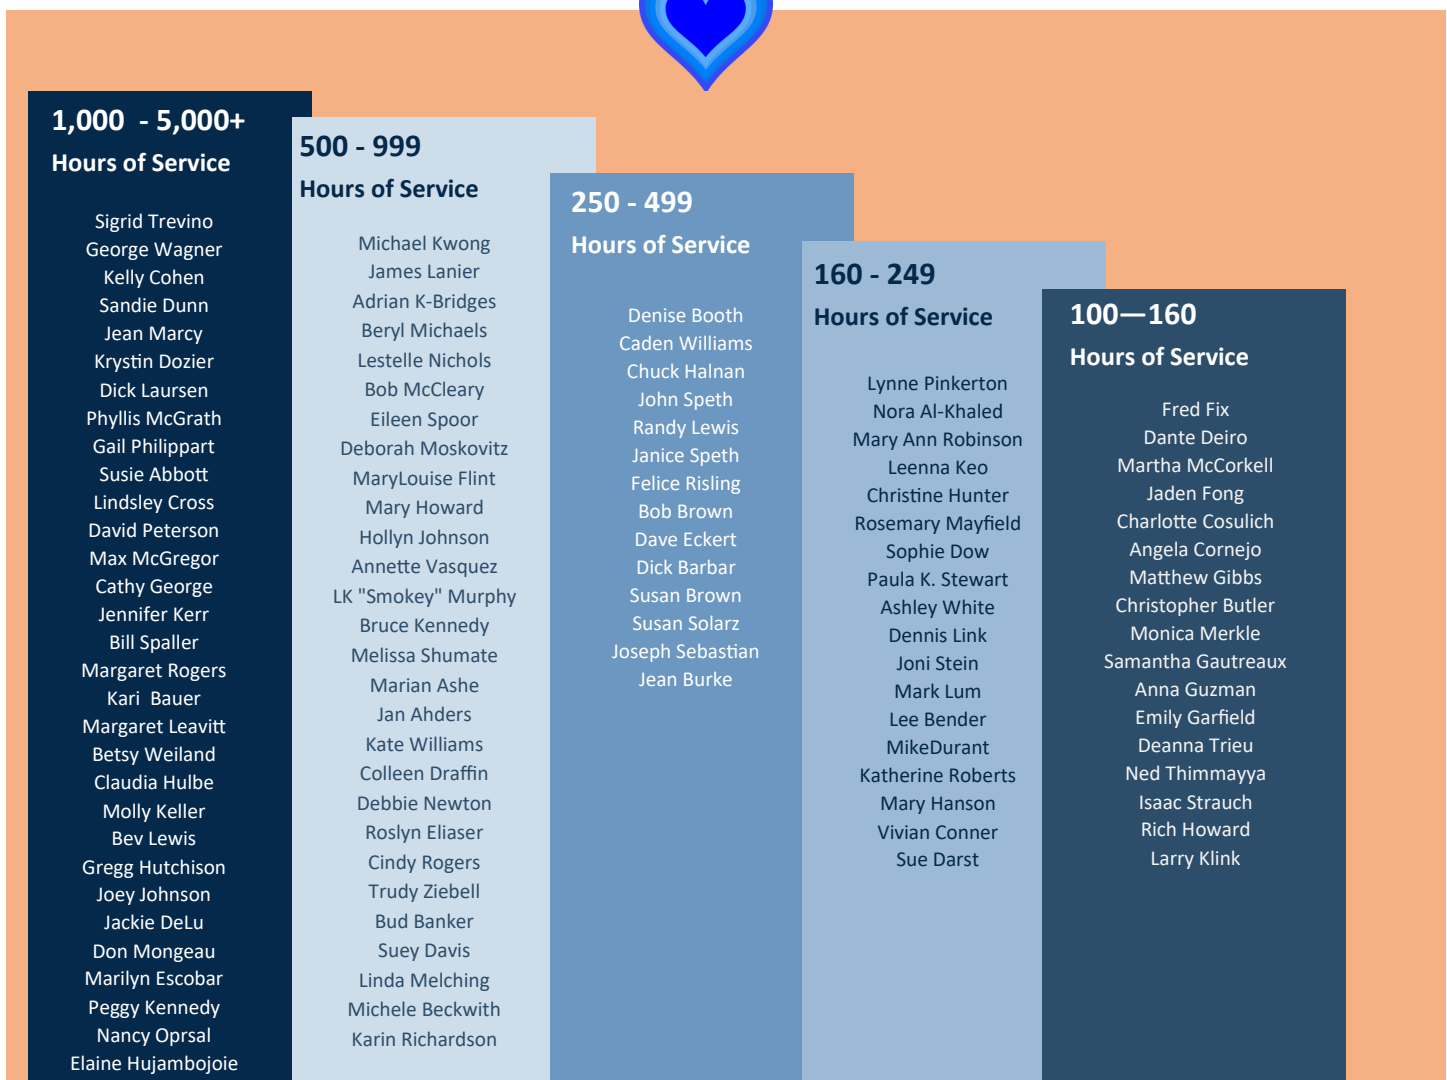 1,000  - 5,000+
Hours of Service
Sigrid Trevino
George Wagner
Kelly Cohen
Sandie Dunn
Jean Marcy
Krystin Dozier
Dick Laursen
Phyllis McGrath
Gail Philippart
Susie Abbott
Lindsley Cross
David Peterson
Max McGregor
Cathy George
Jennifer Kerr
Bill Spaller
Margaret Rogers
Kari  Bauer
Margaret Leavitt
Betsy Weiland
Claudia Hulbe
Molly Keller
Bev Lewis
Gregg Hutchison
Joey Johnson
Jackie DeLu
Don Mongeau
Marilyn Escobar
Peggy Kennedy
Nancy Oprsal
Elaine Hujambojoie
500 - 999
Hours of Service
Michael Kwong
James Lanier
Adrian K-Bridges
Beryl Michaels
Lestelle Nichols
Bob McCleary
Eileen Spoor
Deborah Moskovitz
MaryLouise Flint
Mary Howard
Hollyn Johnson
Annette Vasquez
LK "Smokey" Murphy
Bruce Kennedy
Melissa Shumate
Marian Ashe
Jan Ahders
Kate Williams
Colleen Draffin
Debbie Newton
Roslyn Eliaser
Cindy Rogers
Trudy Ziebell
Bud Banker
Suey Davis
Linda Melching
Michele Beckwith
Karin Richardson
250 - 499
Hours of Service
Denise Booth
Caden Williams
Chuck Halnan
John Speth
Randy Lewis
Janice Speth
Felice Risling
Bob Brown
Dave Eckert
Dick Barbar
Susan Brown
Susan Solarz
Joseph Sebastian
Jean Burke
160 - 249
Hours of Service
Lynne Pinkerton
Nora Al-Khaled
Mary Ann Robinson
Leenna Keo
Christine Hunter
Rosemary Mayfield
Sophie Dow
Paula K. Stewart
Ashley White
Dennis Link
Joni Stein
Mark Lum
Lee Bender
MikeDurant
Katherine Roberts
Mary Hanson
Vivian Conner
Sue Darst
100—160
Hours of Service
Fred Fix
Dante Deiro
Martha McCorkell
Jaden Fong
Charlotte Cosulich
Angela Cornejo
Matthew Gibbs
Christopher Butler
Monica Merkle
Samantha Gautreaux
Anna Guzman
Emily Garfield
Deanna Trieu
Ned Thimmayya
Isaac Strauch
Rich Howard
Larry Klink